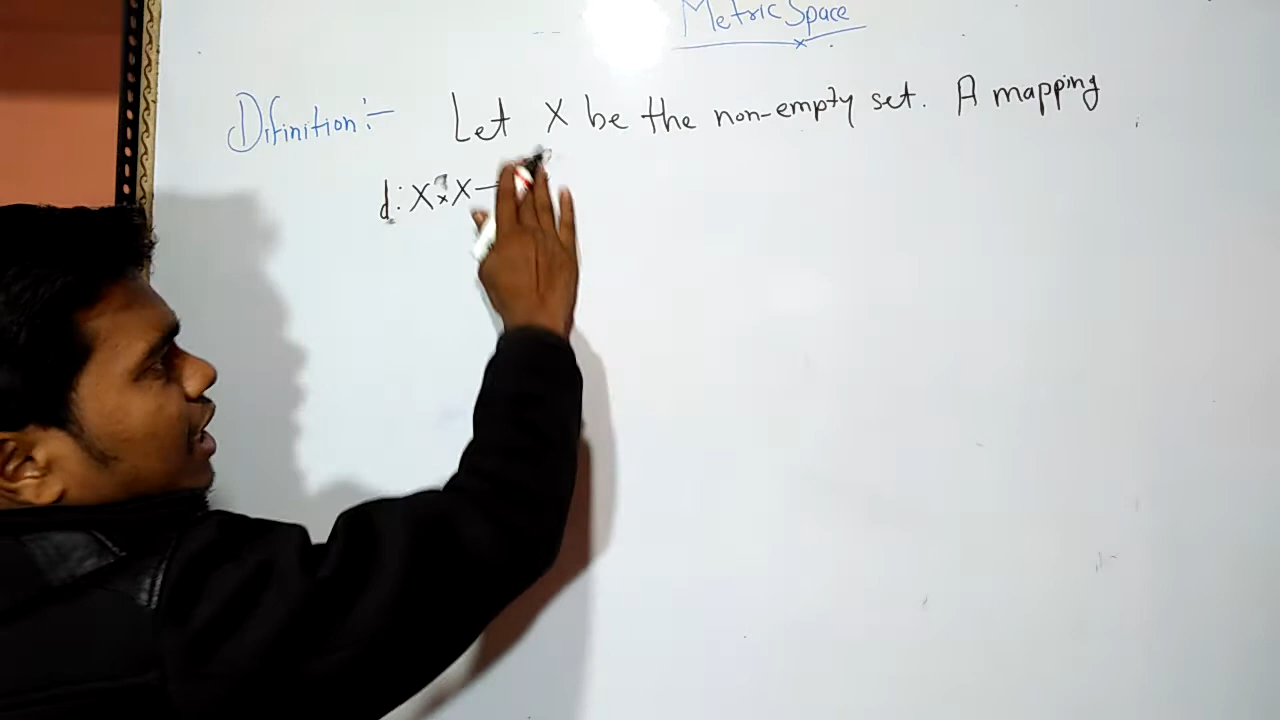 Metric Space
Difinition :- Let X be the non-empty set. A mapping
d: X x X —